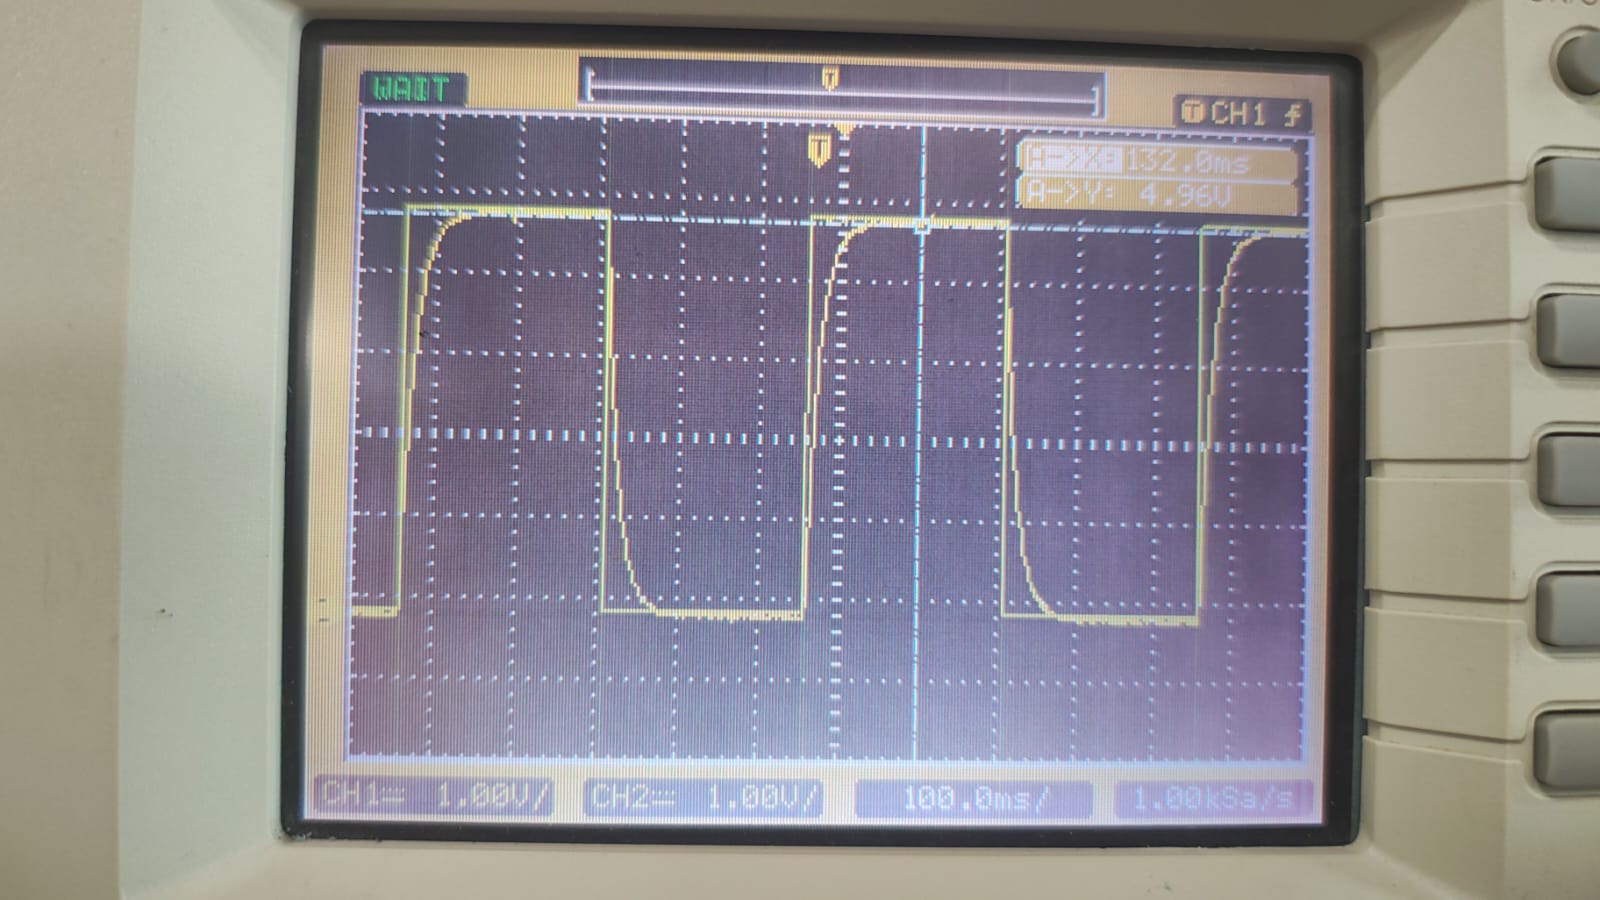 WAIT
T
T CH1
T
A->X: 132.0ms
A->Y: 4.96V
CH1 1.00V/ CH2 1.00V/ 100.0ms/ 1.00kSa/s